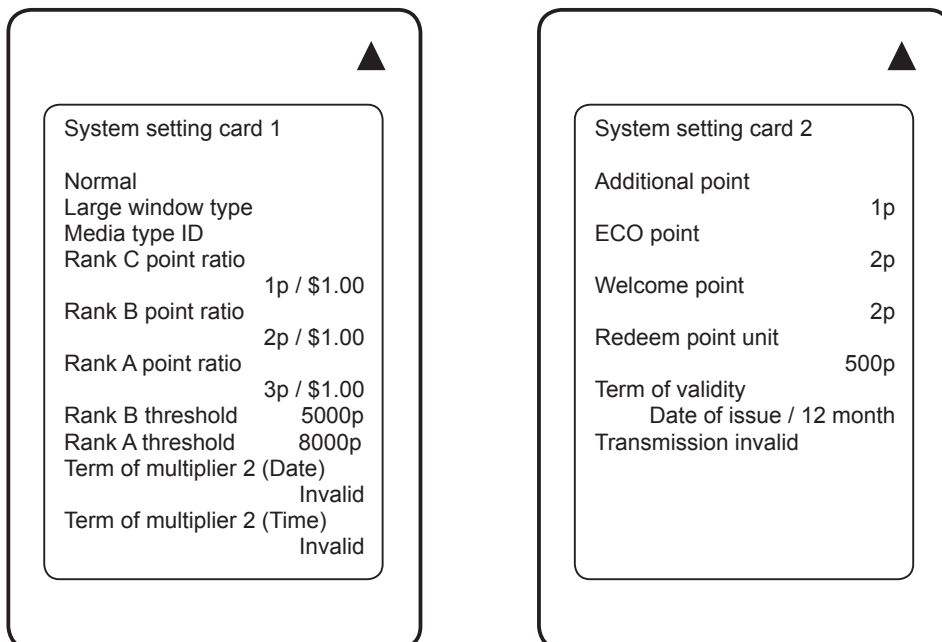 System setting card 1
Normal
Large window type
Media type ID
Rank C point ratio
1p / $1.00
Rank B point ratio
2p / $1.00
Rank A point ratio
3p / $1.00
Rank B threshold 5000p
Rank A threshold 8000p
Term of multiplier 2 (Date)
Invalid
Term of multiplier 2 (Time)
Invalid
System setting card 2
Additional point
1p
ECO point
2p
Welcome point
2p
Redeem point unit
500p
Term of validity
Date of issue / 12 month
Transmission invalid